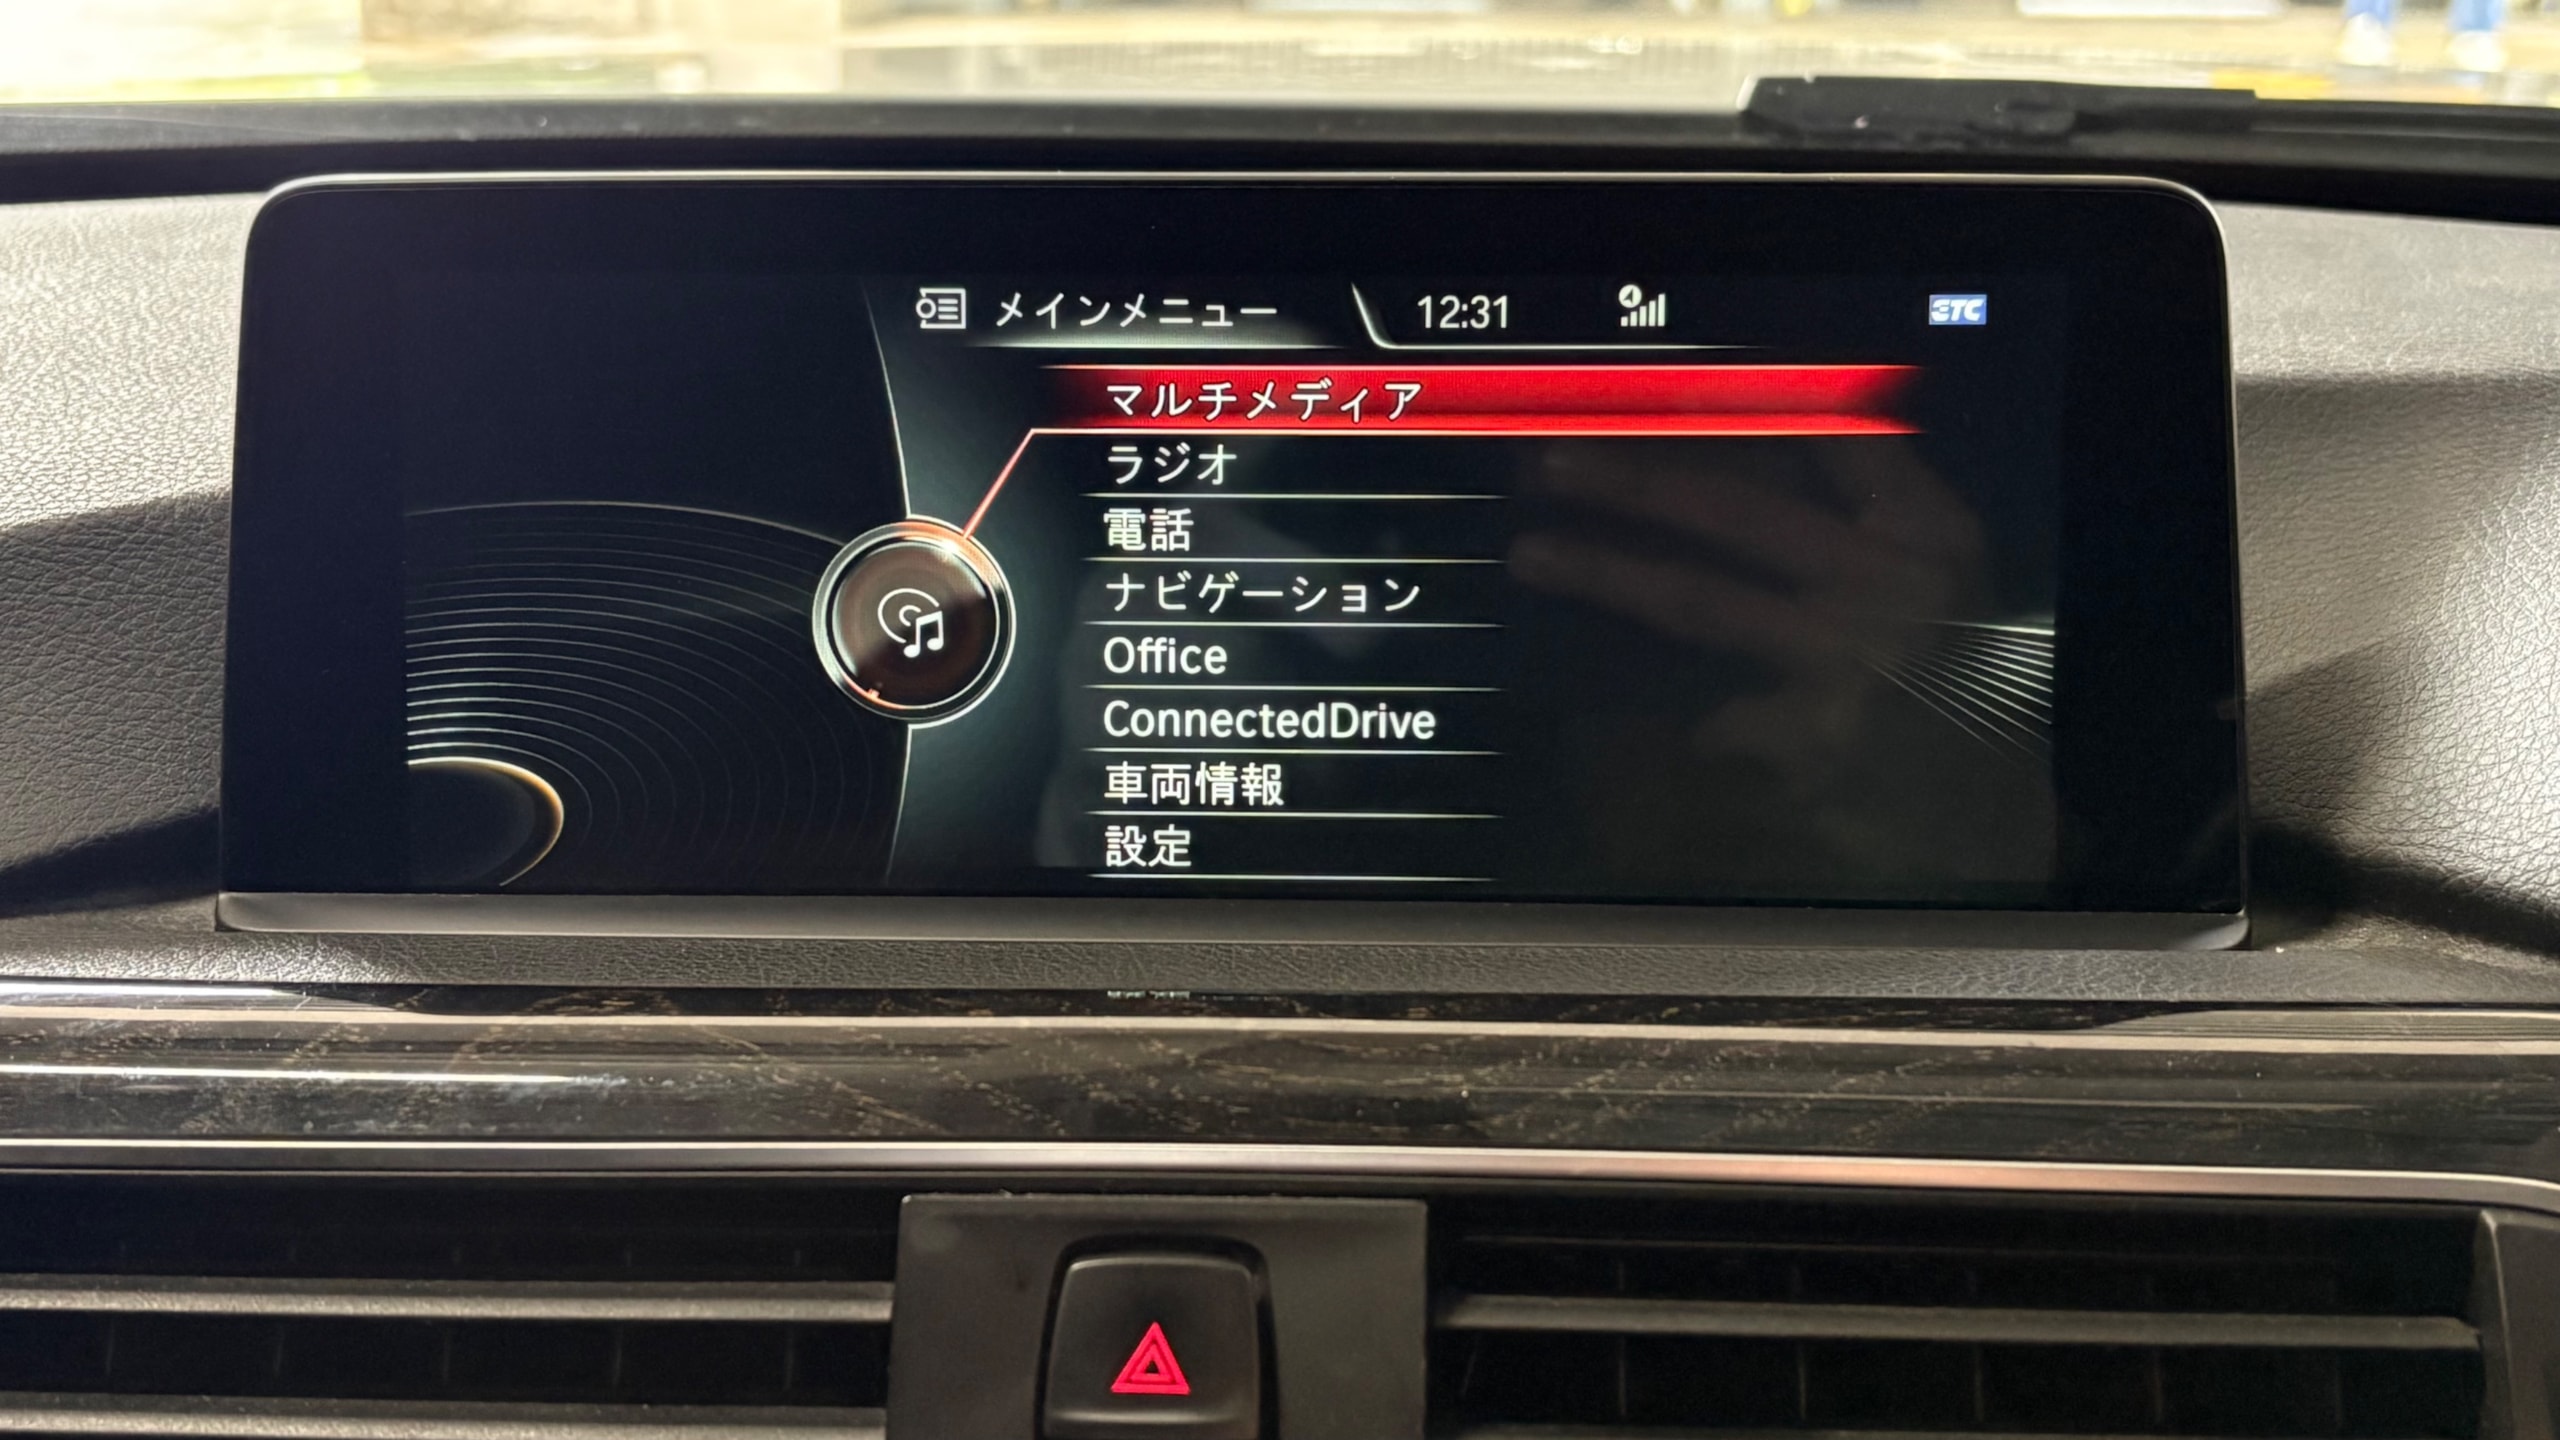 メインメニュー 12:31 ETC
マルチメディア
ラジオ
電話
ナビゲーション
Office
ConnectedDrive
車両情報
設定